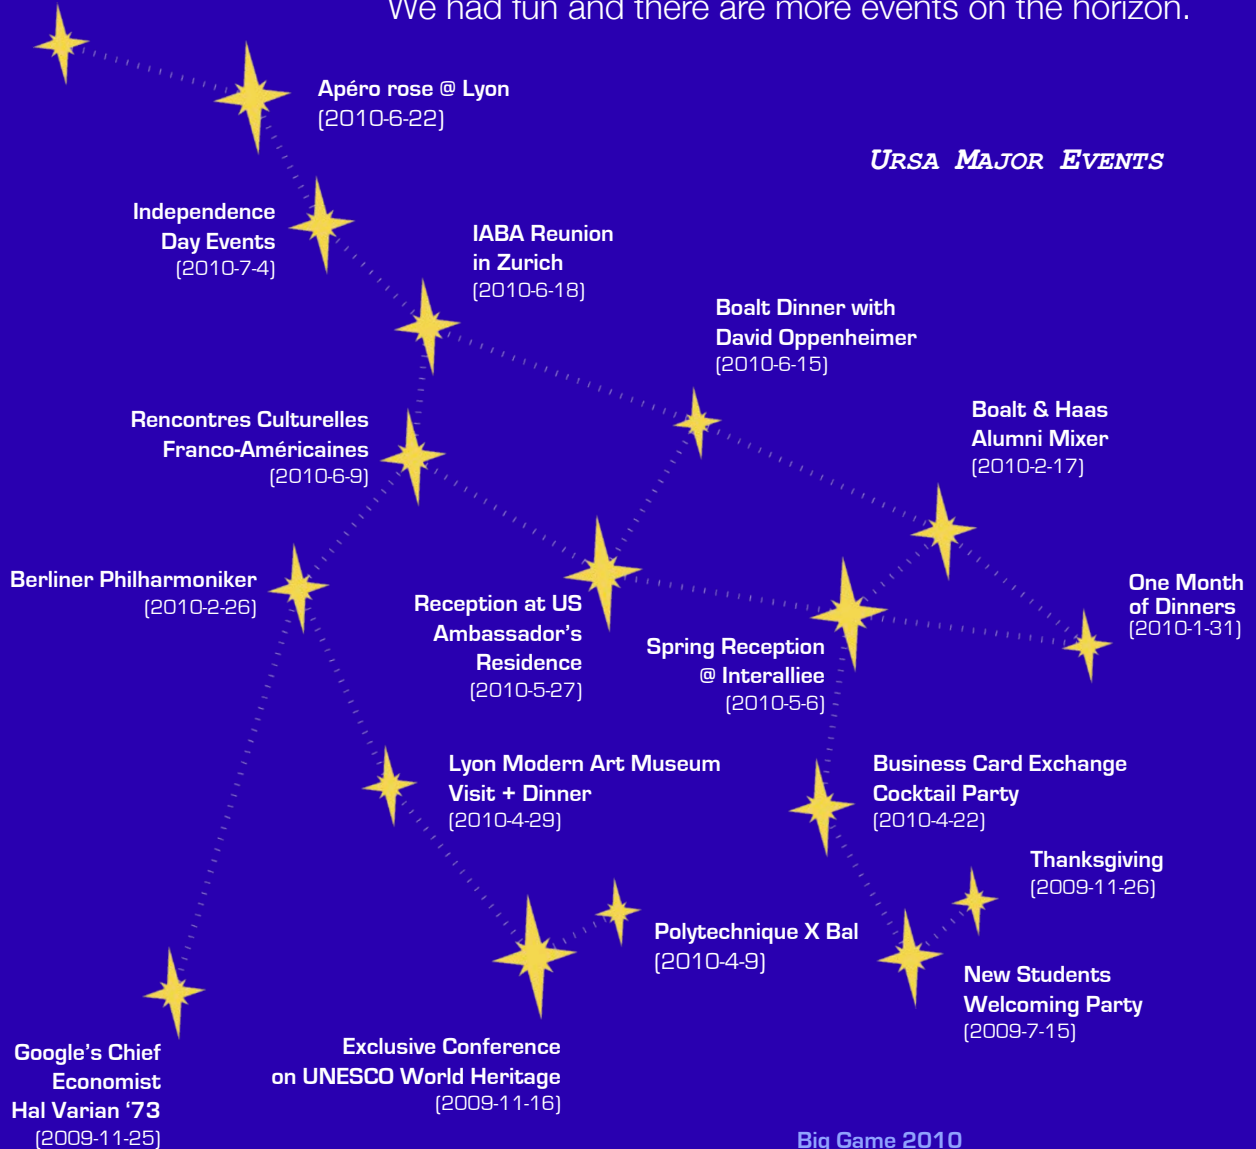 We had fun and there are more events on the horizon.
Apéro rose @ Lyon
(2010-6-22)
URSA MAJOR EVENTS
Independence
Day Events
(2010-7-4)
IABA Reunion
in Zurich
(2010-6-18)
Boalt Dinner with
David Oppenheimer
(2010-6-15)
Rencontres Culturelles
Franco-Américaines
(2010-6-9)
Boalt & Haas
Alumni Mixer
(2010-2-17)
Berliner Philharmoniker
(2010-2-26)
Reception at US
Ambassador's
Residence
(2010-5-27)
Spring Reception
@ Interalliee
(2010-5-6)
One Month
of Dinners
(2010-1-31)
Lyon Modern Art Museum
Visit + Dinner
(2010-4-29)
Business Card Exchange
Cocktail Party
(2010-4-22)
Thanksgiving
(2009-11-26)
Polytechnique X Bal
(2010-4-9)
New Students
Welcoming Party
(2009-7-15)
Google's Chief
Economist
Hal Varian ‘73
(2009-11-25)
Exclusive Conference
on UNESCO World Heritage
(2009-11-16)
Big Game 2010